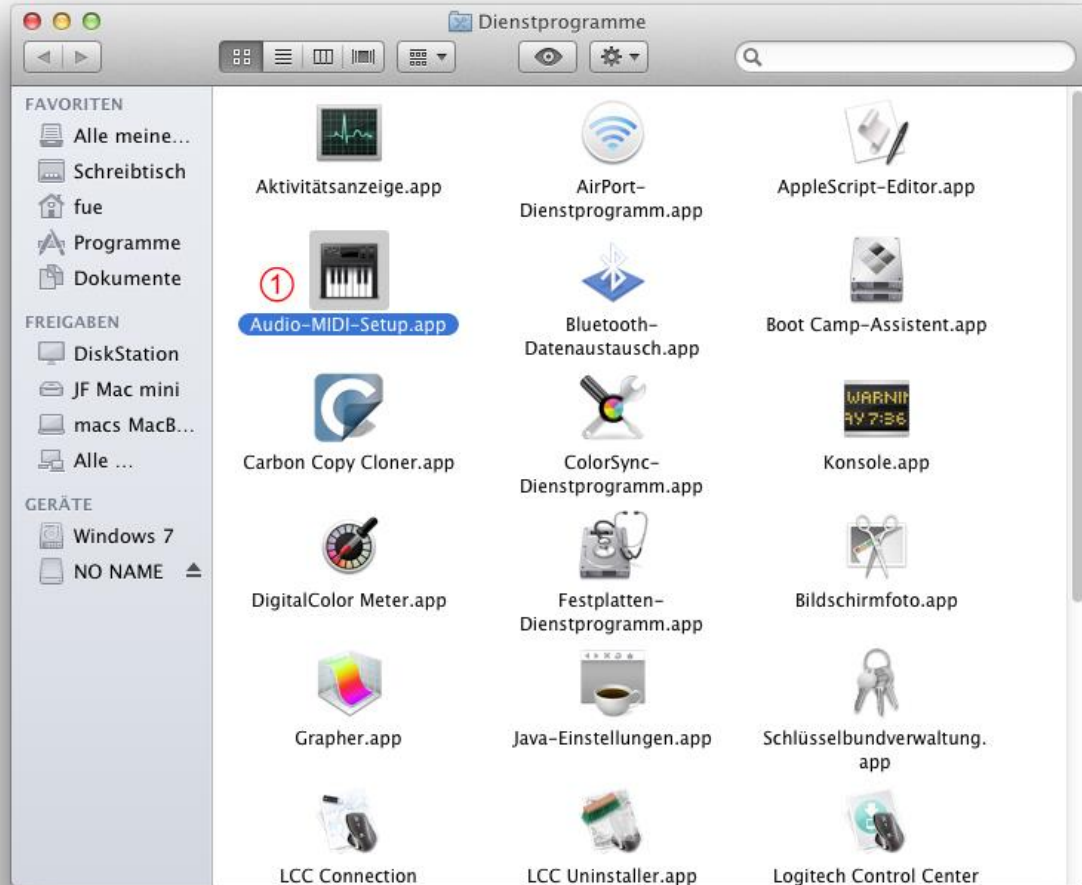 Dienstprogramme
FAVORITEN
Alle meine...
Schreibtisch
fue
Programme
Dokumente
FREIGABEN
DiskStation
JF Mac mini
macs MacB...
Alle ...
GERÄTE
Windows 7
NO NAME
Aktivitätsanzeige.app
AirPort-
Dienstprogramm.app
AppleScript-Editor.app
1
Audio-MIDI-Setup.app
Bluetooth-
Datenaustausch.app
Boot Camp-Assistent.app
Carbon Copy Cloner.app
ColorSync-
Dienstprogramm.app
WARNIN
AY 7:36
Konsole.app
DigitalColor Meter.app
Festplatten-
Dienstprogramm.app
Bildschirmfoto.app
Grapher.app
Java-Einstellungen.app
Schlüsselbundverwaltung.
app
LCC Connection
LCC Uninstaller.app
Logitech Control Center